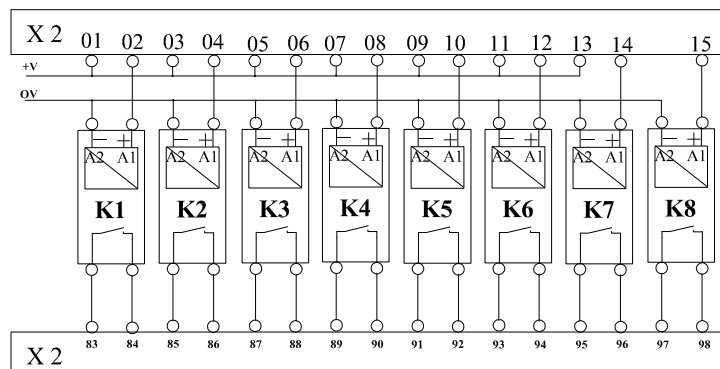 X 2 01 02 03 04 05 06 07 08 09 10 11 12 13 14 15
+V
OV
− + − + − + − + − + − + − + − +
A2 A1 A2 A1 A2 A1 A2 A1 A2 A1 A2 A1 A2 A1 A2 A1
K1 K2 K3 K4 K5 K6 K7 K8
X 2 83 84 85 86 87 88 89 90 91 92 93 94 95 96 97 98